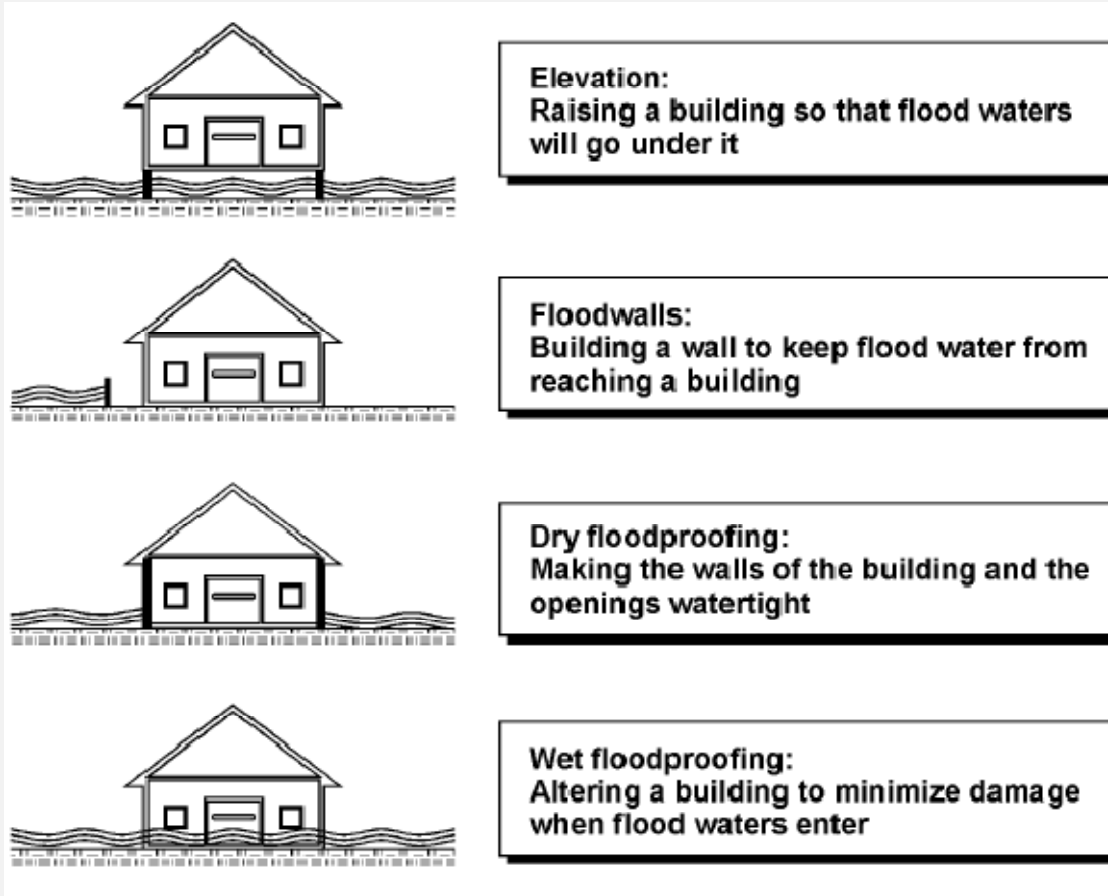 Elevation:
Raising a building so that flood waters
will go under it
Floodwalls:
Building a wall to keep flood water from
reaching a building
Dry floodproofing:
Making the walls of the building and the
openings watertight
Wet floodproofing:
Altering a building to minimize damage
when flood waters enter